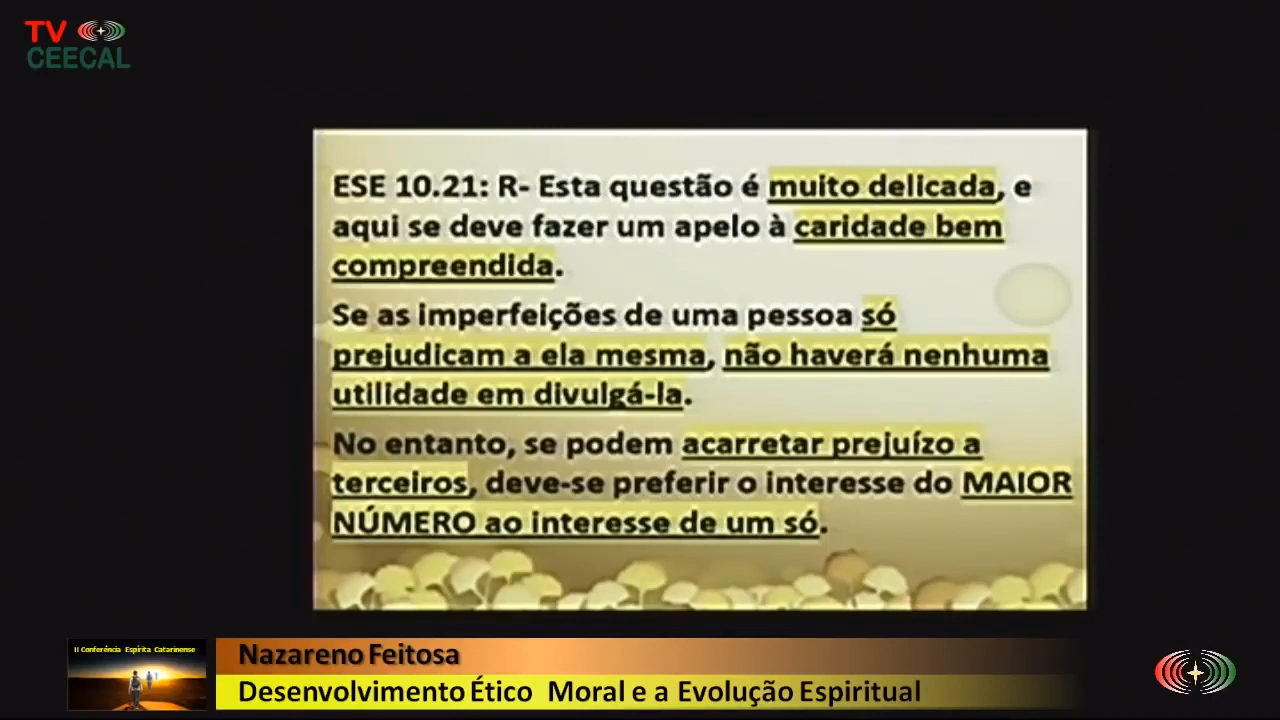 TV
CEECAL
ESE 10.21: R- Esta questão é muito delicada, e
aqui se deve fazer um apelo à caridade bem
compreendida.
Se as imperfeições de uma pessoa só
prejudicam a ela mesma, não haverá nenhuma
utilidade em divulgá-la.
No entanto, se podem acarretar prejuízo a
terceiros, deve-se preferir o interesse do MAIOR
NÚMERO ao interesse de um só.
II Conferência Espírita Catarinense
Nazareno Feitosa
Desenvolvimento Ético Moral e a Evolução Espiritual